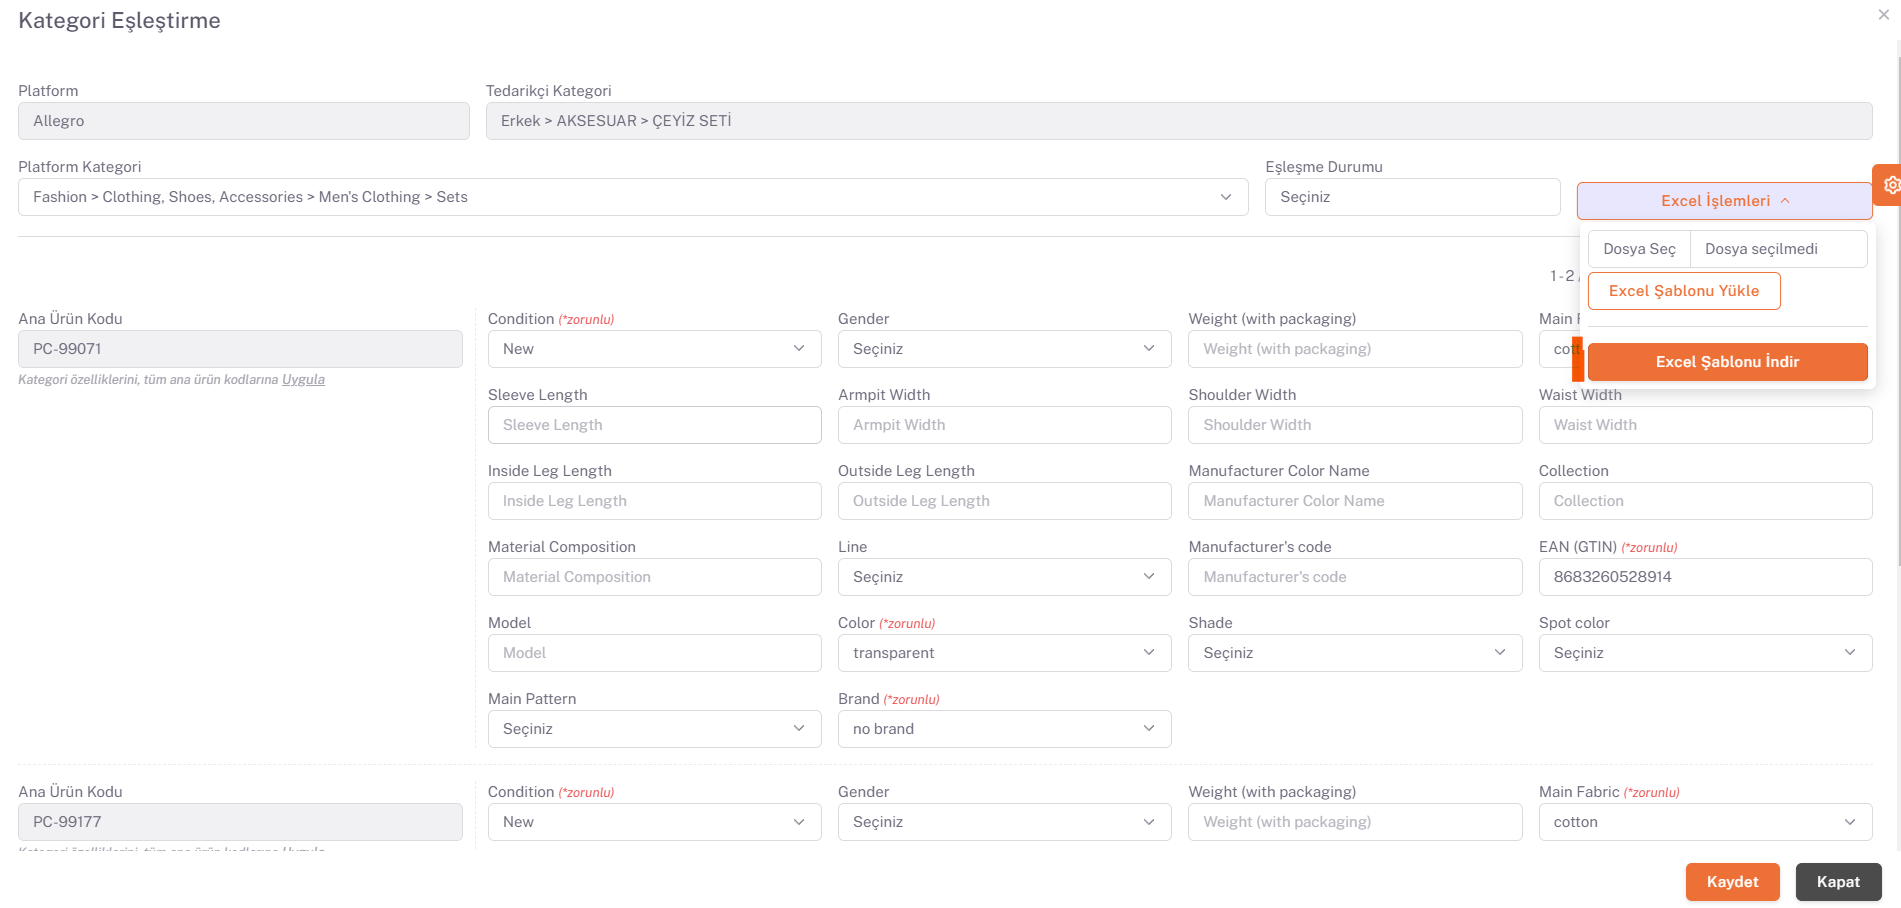 Kategori Eşleştirme
Platform
Tedarikçi Kategori
Allegro
Erkek > AKSESUAR > ÇEYİZ SETİ
Platform Kategori
Eşleşme Durumu
Fashion > Clothing, Shoes, Accessories > Men's Clothing > Sets
Seçiniz
Excel İşlemleri
Dosya Seç Dosya seçilmedi
1 - 2
Excel Şablonu Yükle
Excel Şablonu İndir
Ana Ürün Kodu
Condition (*zorunlu)
Gender
Weight (with packaging)
Main
PC-99071
New
Seçiniz
Weight (with packaging)
Kategori özelliklerini, tüm ana ürün kodlarına Uygula
Sleeve Length
Armpit Width
Shoulder Width
Waist Width
Sleeve Length
Armpit Width
Shoulder Width
Waist Width
Inside Leg Length
Outside Leg Length
Manufacturer Color Name
Collection
Inside Leg Length
Outside Leg Length
Manufacturer Color Name
Collection
Material Composition
Line
Manufacturer's code
EAN (GTIN) (*zorunlu)
Material Composition
Seçiniz
Manufacturer's code
8683260528914
Model
Color (*zorunlu)
Shade
Spot color
Model
transparent
Seçiniz
Seçiniz
Main Pattern
Brand (*zorunlu)
Seçiniz
no brand
Ana Ürün Kodu
Condition (*zorunlu)
Gender
Weight (with packaging)
Main Fabric (*zorunlu)
PC-99177
New
Seçiniz
Weight (with packaging)
cotton
Kategori özelliklerini, tüm ana ürün kodlarına Uygula
Kaydet
Kapat